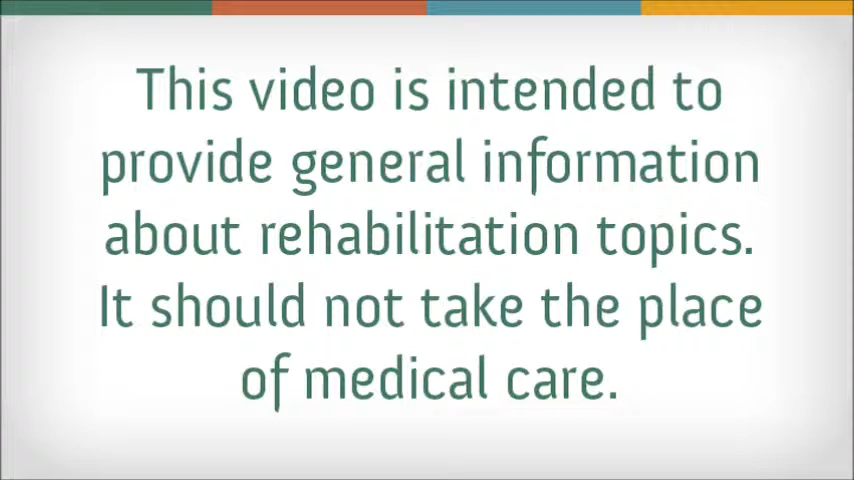 This video is intended to
provide general information
about rehabilitation topics.
It should not take the place
of medical care.